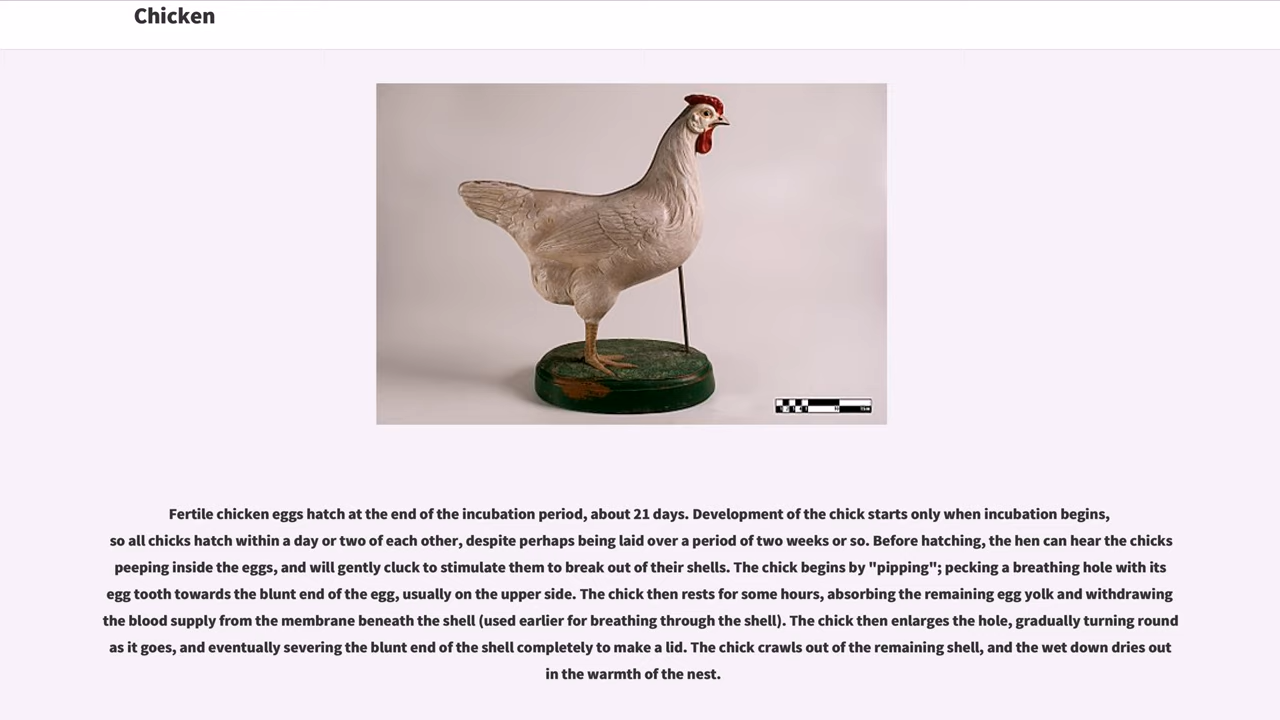 Chicken
Fertile chicken eggs hatch at the end of the incubation period, about 21 days. Development of the chick starts only when incubation begins,
so all chicks hatch within a day or two of each other, despite perhaps being laid over a period of two weeks or so. Before hatching, the hen can hear the chicks
peeping inside the eggs, and will gently cluck to stimulate them to break out of their shells. The chick begins by "pipping"; pecking a breathing hole with its
egg tooth towards the blunt end of the egg, usually on the upper side. The chick then rests for some hours, absorbing the remaining egg yolk and withdrawing
the blood supply from the membrane beneath the shell (used earlier for breathing through the shell). The chick then enlarges the hole, gradually turning round
as it goes, and eventually severing the blunt end of the shell completely to make a lid. The chick crawls out of the remaining shell, and the wet down dries out
in the warmth of the nest.